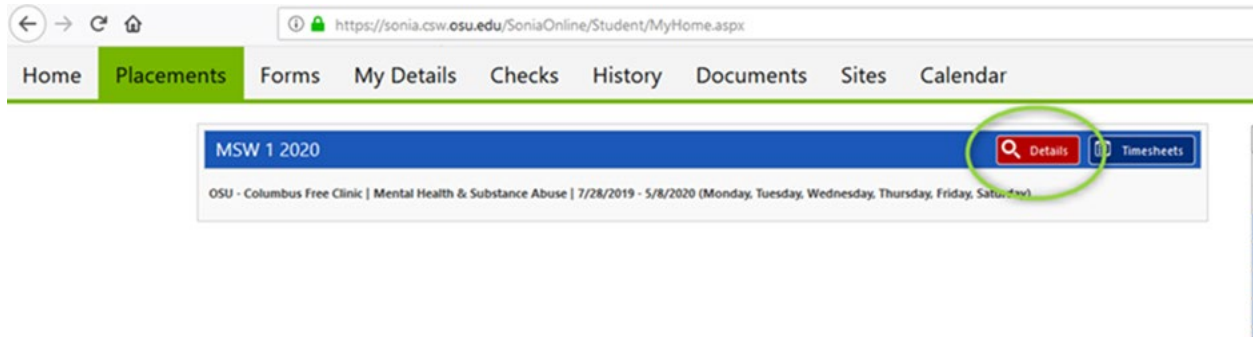 https://sonia.csw.osu.edu/SoniaOnline/Student/MyHome.aspx
Home Placements Forms My Details Checks History Documents Sites Calendar
MSW 1 2020 Details Timesheets
OSU - Columbus Free Clinic | Mental Health & Substance Abuse | 7/28/2019 - 5/8/2020 (Monday, Tuesday, Wednesday, Thursday, Friday, Saturday)